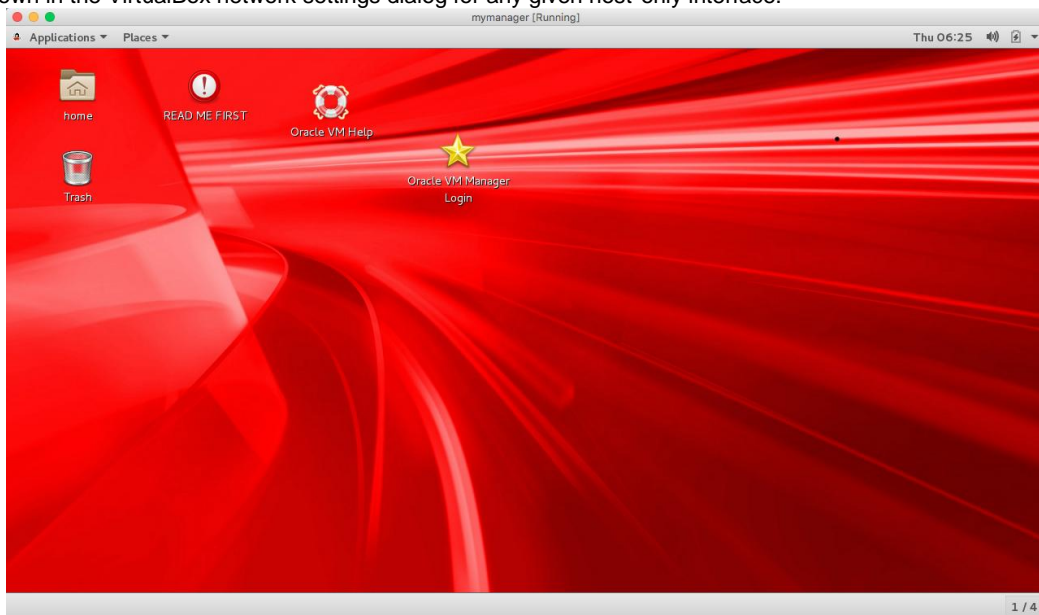 own in the VirtualBox network settings dialog for any given host-only interface.
mymanager [Running]
Applications Places Thu 06:25
home
READ ME FIRST
Oracle VM Help
Trash
Oracle VM Manager
Login
1 / 4